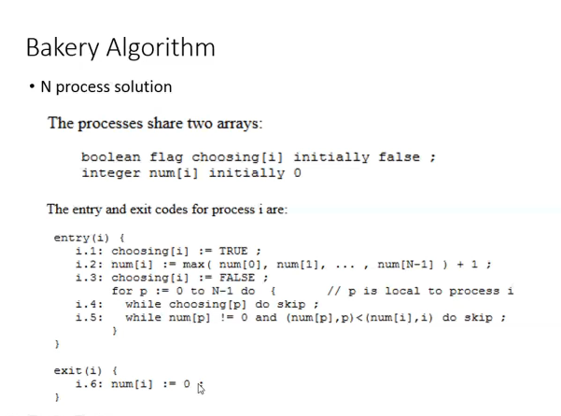 Bakery Algorithm
• N process solution
The processes share two arrays:
boolean flag choosing[i] initially false ;
integer num[i] initially 0
The entry and exit codes for process i are:
entry(i) {
i.1: choosing[i] := TRUE ;
i.2: num[i] := max( num[0], num[1], ... , num[N-1] ) + 1 ;
i.3: choosing[i] := FALSE ;
for p := 0 to N-1 do { // p is local to process i
i.4: while choosing[p] do skip ;
i.5: while num[p] != 0 and (num[p],p)<(num[i],i) do skip ;
}
}
exit(i) {
i.6: num[i] := 0 ;
}